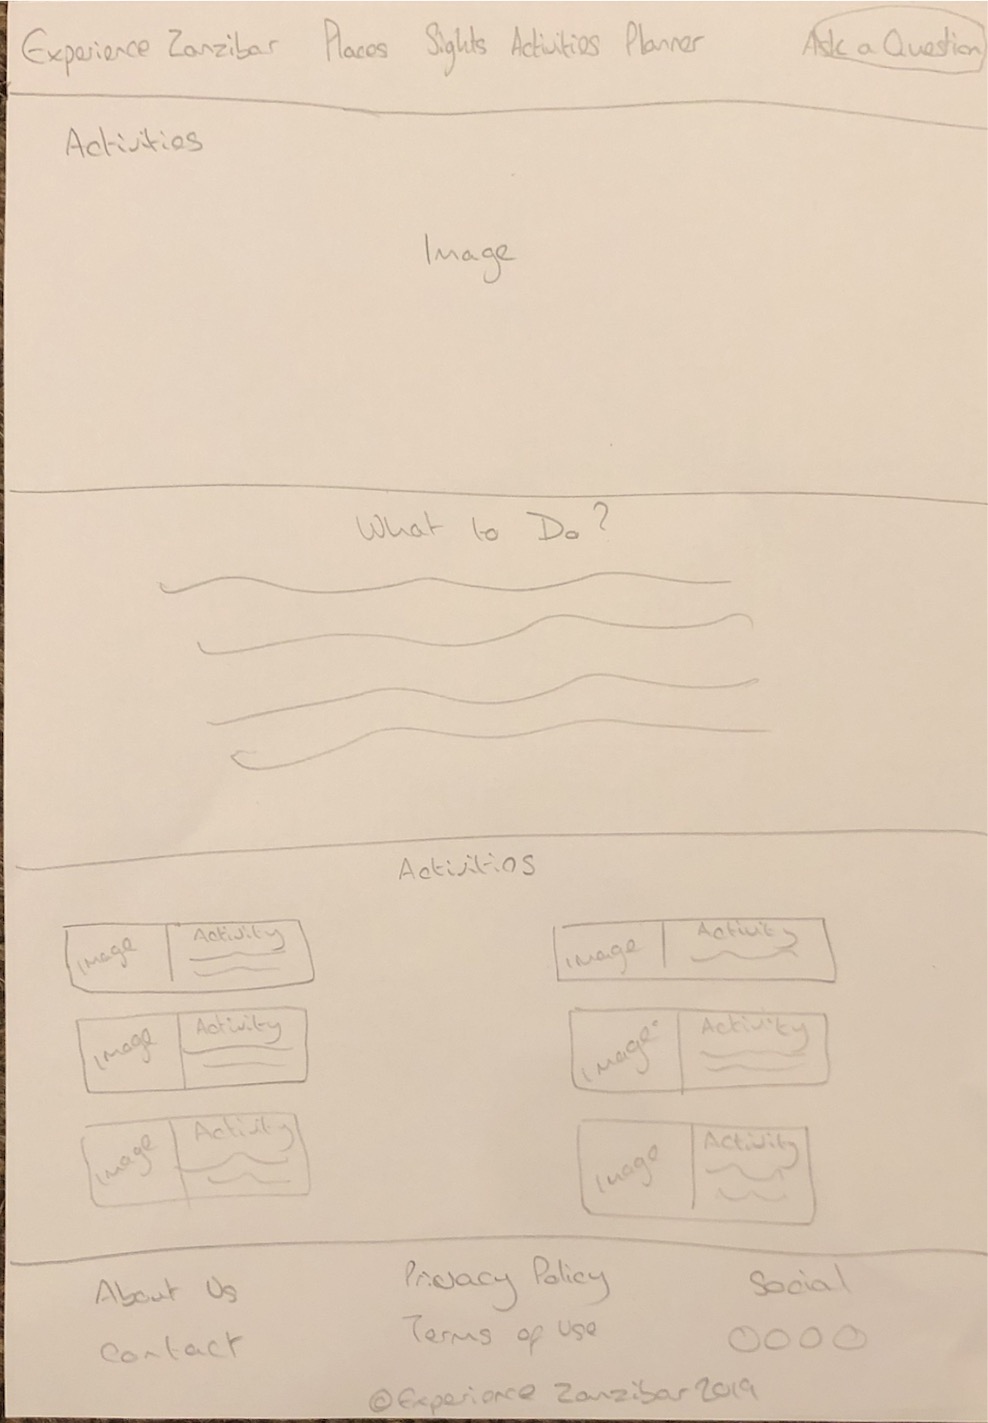 Experience Zanzibar Places Sights Activities Planner Ask a Question
Activities
Image
What to Do?
Activities
Image Activity
Image Activity
Image Activity
Image Activity
Image Activity
Image Activity
About Us Privacy Policy Social
Contact Terms of Use
©Experience Zanzibar 2019